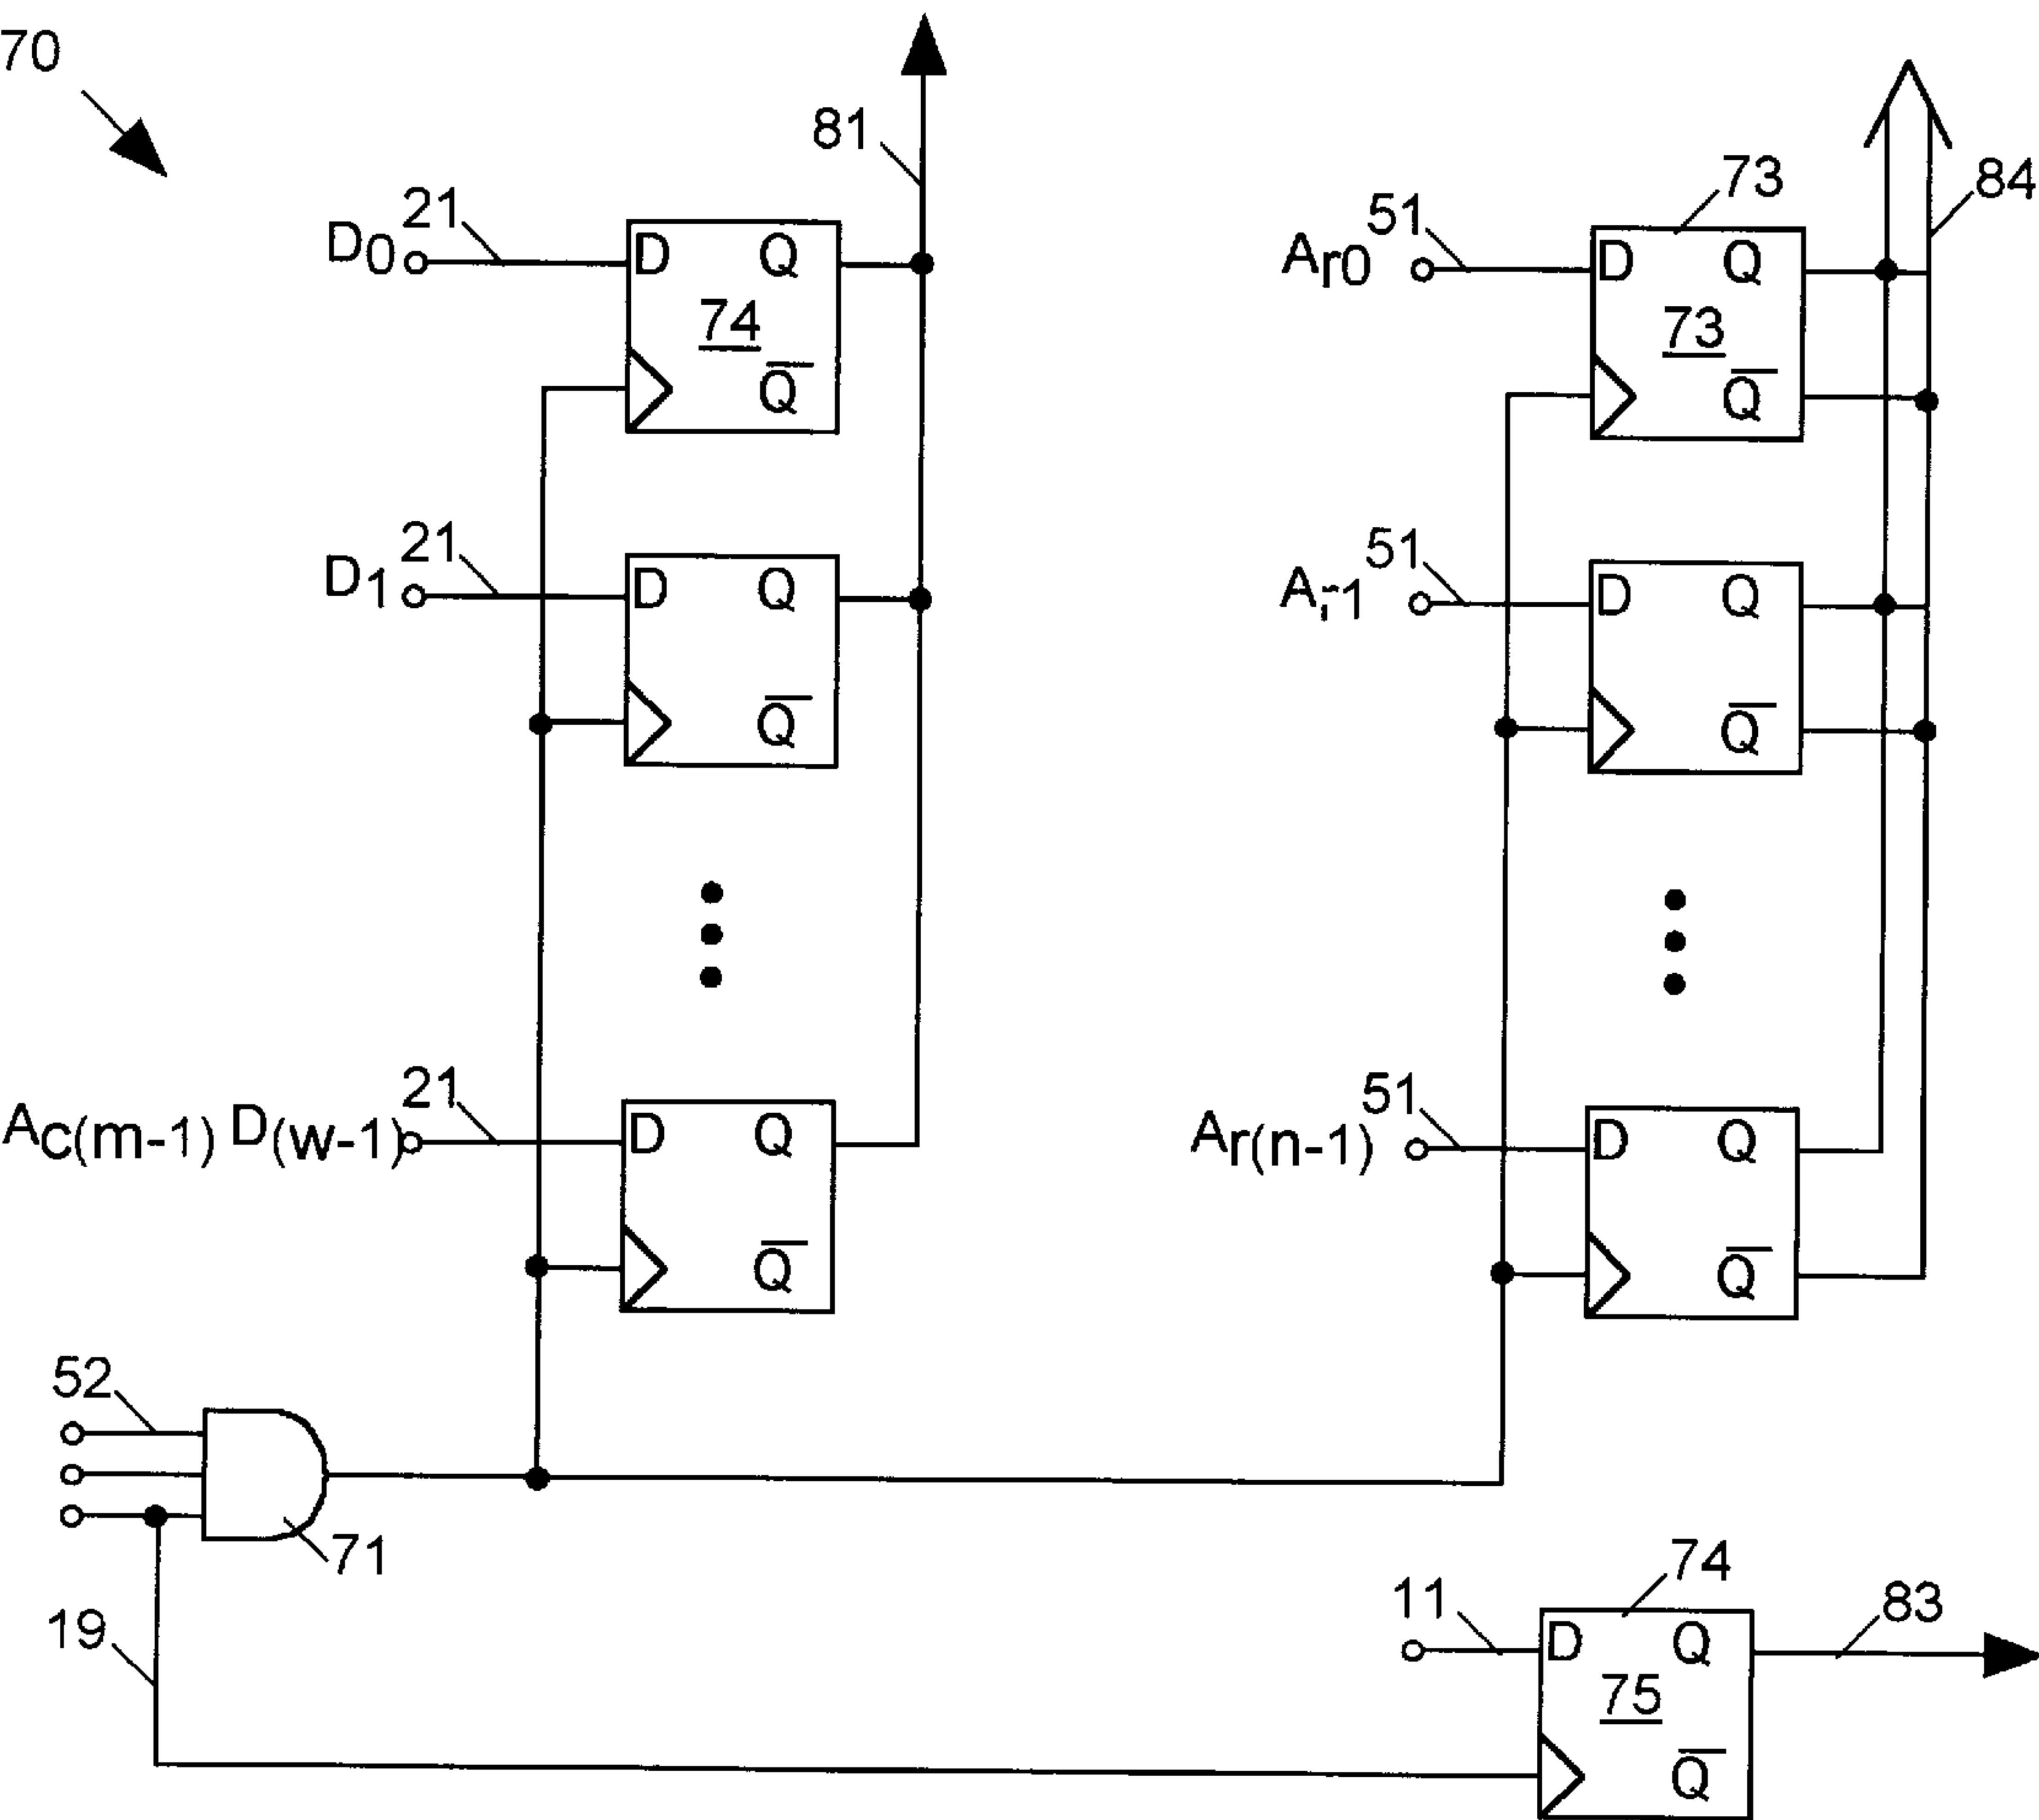 70
81
84
D0 21
D Q
74
Q
Ar0 51
73
D Q
73
Q
D1 21
D Q
Q
Ar1 51
D Q
Q
Ac(m-1) D(w-1) 21
D Q
Q
Ar(n-1) 51
D Q
Q
52
71
19
11
74
83
D Q
75
Q